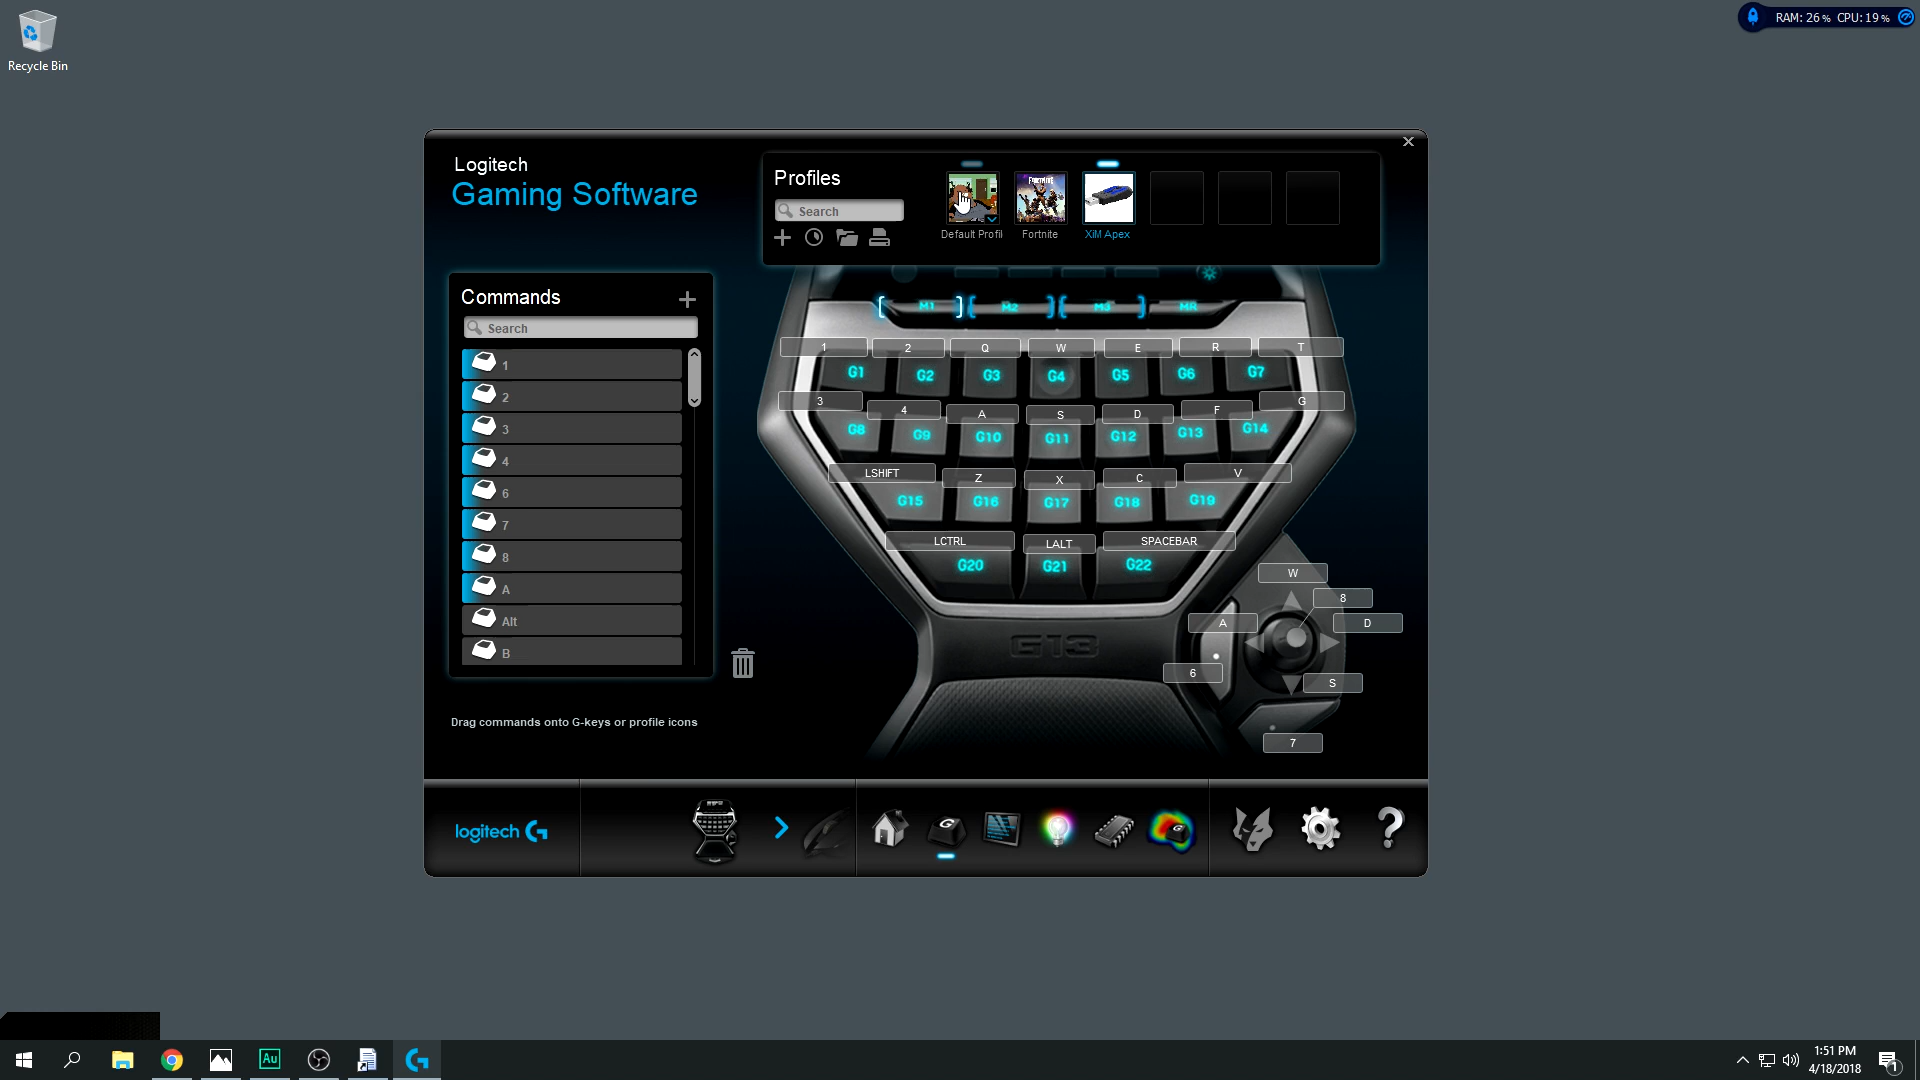 Recycle Bin
RAM: 26 % CPU: 19 %
Logitech
Gaming Software
Profiles
Search
Default Profil
FORTNITE
Fortnite
XiM Apex
Commands
Search
1
2
3
4
6
7
8
A
Alt
B
Drag commands onto G-keys or profile icons
M1 M2 M3 MR
1 2 Q W E R T
G1 G2 G3 G4 G5 G6 G7
3 4 A S D F G
G8 G9 G10 G11 G12 G13 G14
LSHIFT Z X C V
G15 G16 G17 G18 G19
LCTRL LALT SPACEBAR
G20 G21 G22
W
8
A D
G13
6
S
7
logitech G
G
G
?
Au
1:51 PM
4/18/2018
1